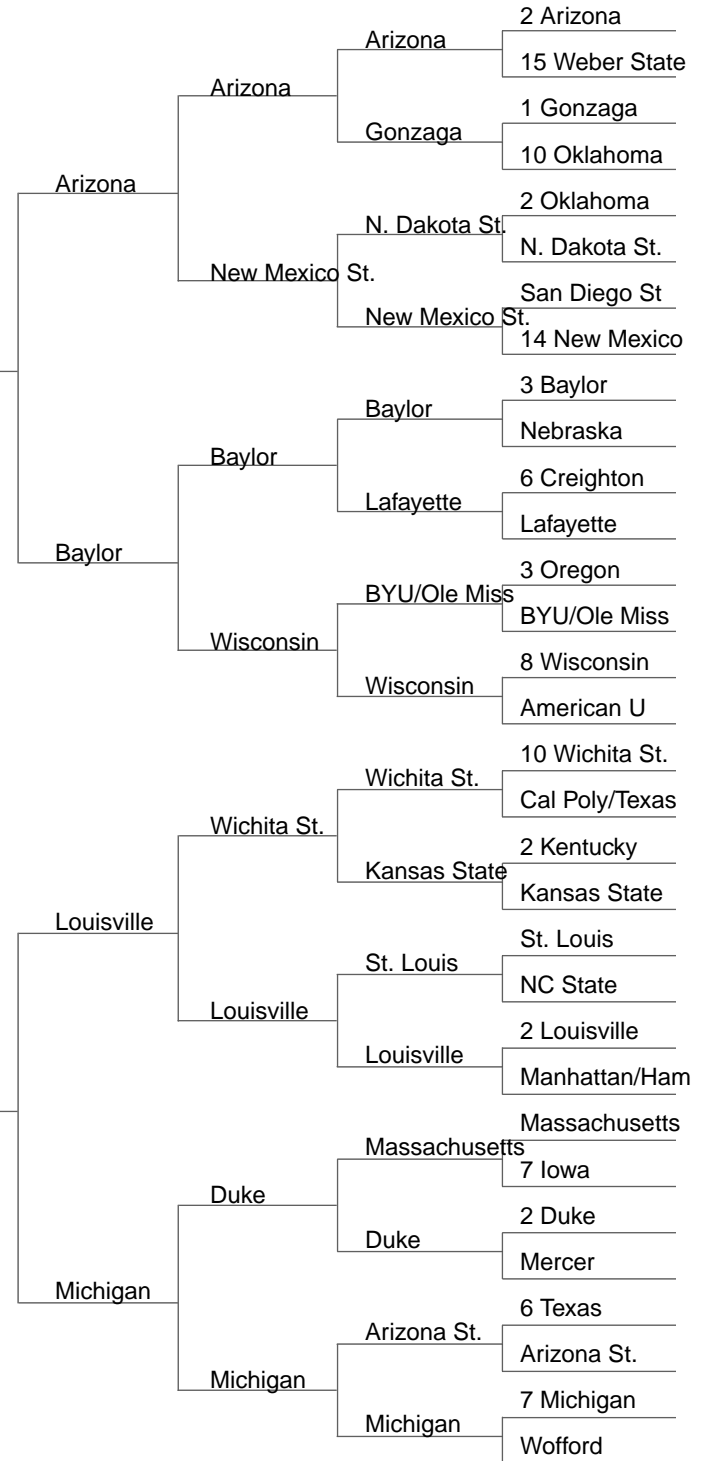 2 Arizona
Arizona
15 Weber State
Arizona
1 Gonzaga
Gonzaga
10 Oklahoma
Arizona
2 Oklahoma
N. Dakota St.
N. Dakota St.
New Mexico St.
San Diego St
New Mexico St.
14 New Mexico
3 Baylor
Baylor
Nebraska
Baylor
6 Creighton
Lafayette
Lafayette
Baylor
3 Oregon
BYU/Ole Miss
BYU/Ole Miss
Wisconsin
8 Wisconsin
Wisconsin
American U
10 Wichita St.
Wichita St.
Cal Poly/Texas
Wichita St.
2 Kentucky
Kansas State
Kansas State
Louisville
St. Louis
St. Louis
NC State
Louisville
2 Louisville
Louisville
Manhattan/Ham
Massachusetts
Massachusetts
7 Iowa
Duke
2 Duke
Duke
Mercer
Michigan
6 Texas
Arizona St.
Arizona St.
Michigan
7 Michigan
Michigan
Wofford